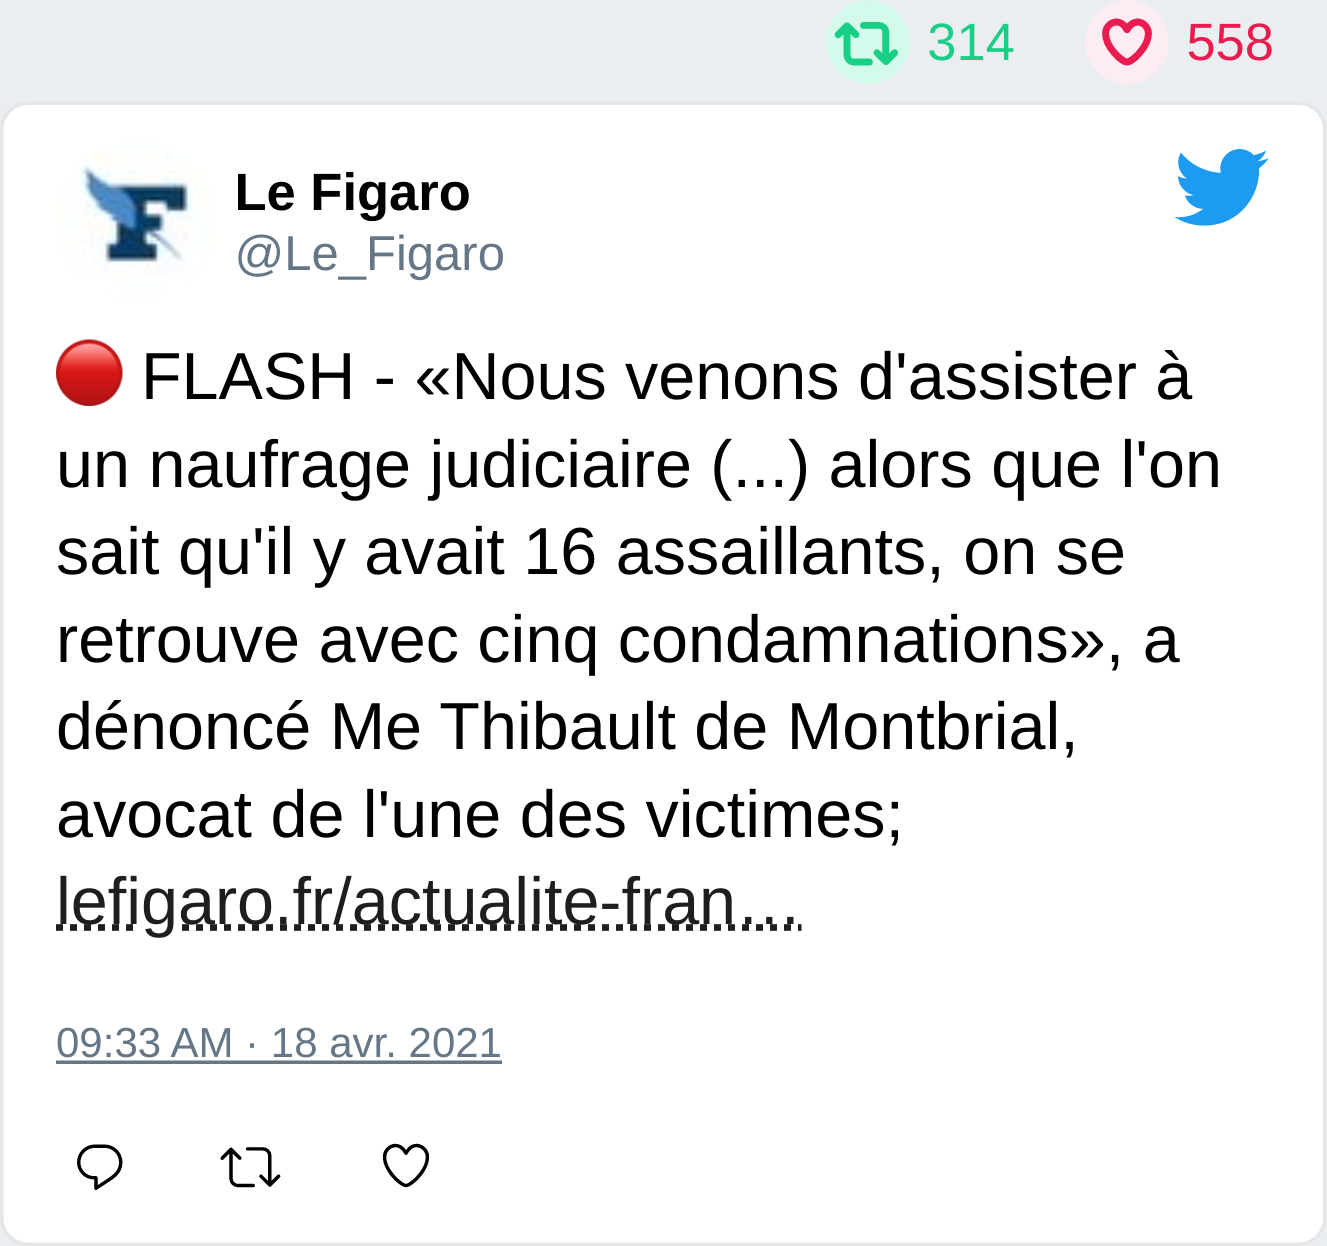 314 558
Le Figaro
@Le_Figaro
🔴 FLASH - «Nous venons d'assister à
un naufrage judiciaire (...) alors que l'on
sait qu'il y avait 16 assaillants, on se
retrouve avec cinq condamnations», a
dénoncé Me Thibault de Montbrial,
avocat de l'une des victimes;
lefigaro.fr/actualite-fran...
09:33 AM · 18 avr. 2021